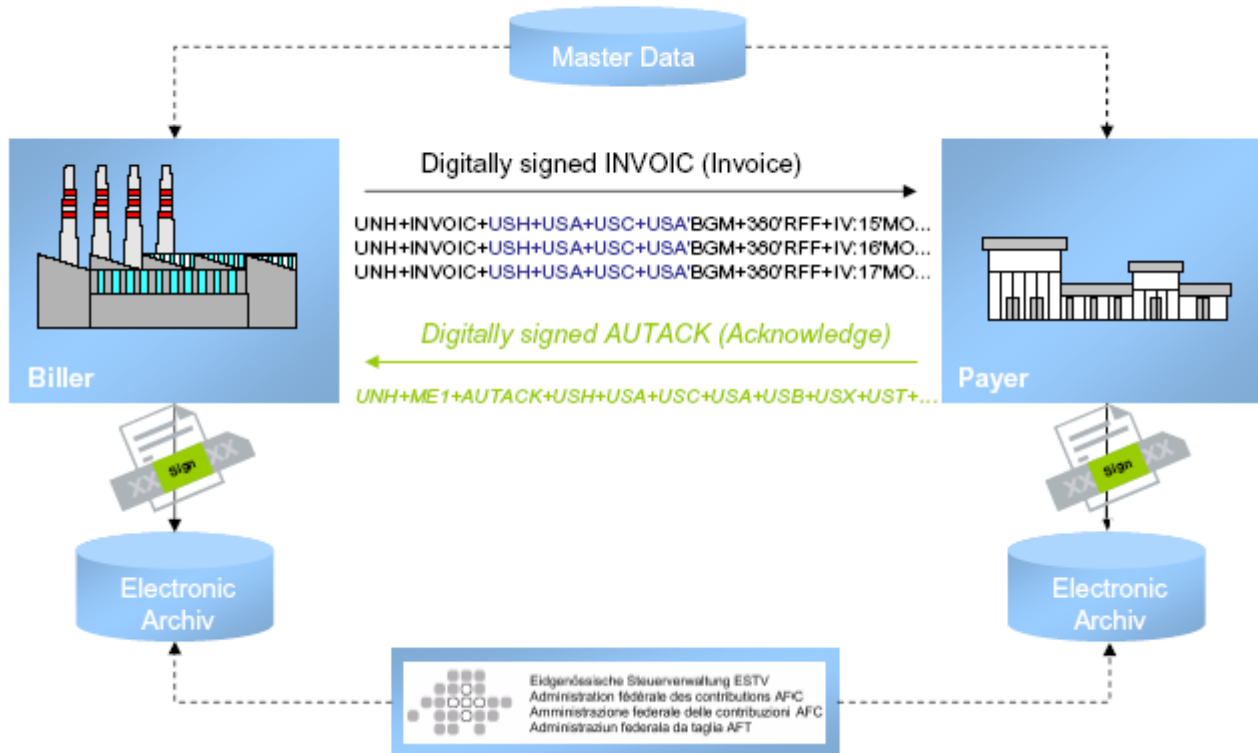 Master Data
Digitally signed INVOIC (Invoice)
UNH+INVOIC+USH+USA+USC+USA'BGM+380'RFF+IV:15'MO...
UNH+INVOIC+USH+USA+USC+USA'BGM+380'RFF+IV:16'MO...
UNH+INVOIC+USH+USA+USC+USA'BGM+380'RFF+IV:17'MO...
Digitally signed AUTACK (Acknowledge)
UNH+ME1+AUTACK+USH+USA+USC+USA+USB+USX+UST+...
Biller
Payer
XX Sign XX
XX Sign XX
Electronic
Archiv
Electronic
Archiv
Eidgenössische Steuerverwaltung ESTV
Administration fédérale des contributions AFC
Amministrazione federale delle contribuzioni AFC
Administraziun federala da taglia AFT